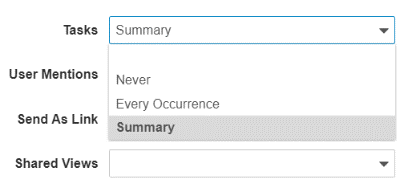 Tasks Summary
User Mentions Never
Every Occurrence
Send As Link Summary
Shared Views